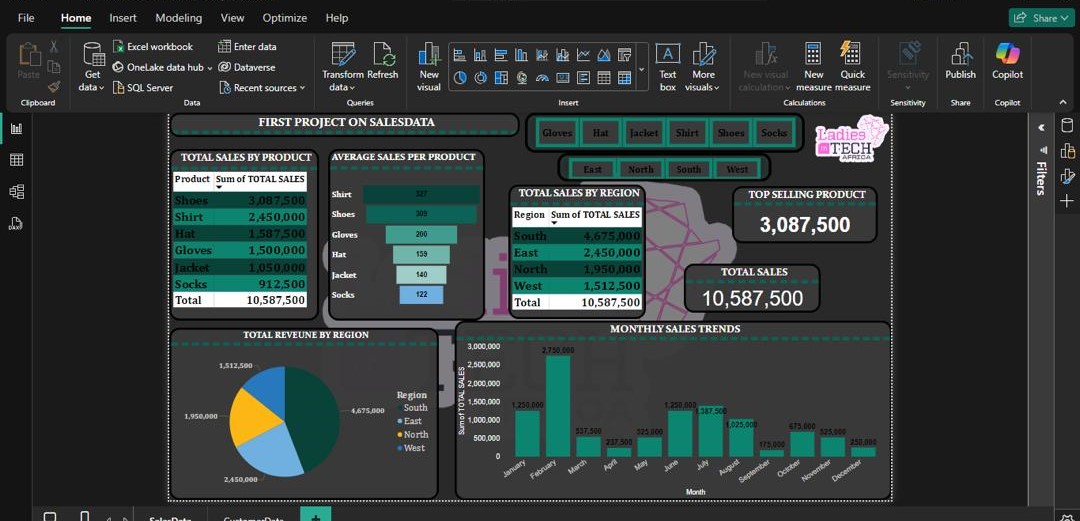 File Home Insert Modeling View Optimize Help Share
Paste
Clipboard
Get data
Excel workbook
OneLake data hub
SQL Server
Enter data
Dataverse
Recent sources
Data
Transform data
Refresh
Queries
New visual
Text box
More visuals
Insert
New visual calculation
New measure
Quick measure
Calculations
Sensitivity
Sensitivity
Publish
Share
Copilot
Copilot
FIRST PROJECT ON SALESDATA
Gloves Hat Jacket Shirt Shoes Socks
East North South West
Ladies
in TECH
AFRICA
Filters
TOTAL SALES BY PRODUCT
Product Sum of TOTAL SALES
Shoes 3,087,500
Shirt 2,450,000
Hat 1,587,500
Gloves 1,500,000
Jacket 1,050,000
Socks 912,500
Total 10,587,500
AVERAGE SALES PER PRODUCT
Shirt 327
Shoes 309
Gloves 200
Hat 159
Jacket 140
Socks 122
TOTAL SALES BY REGION
Region Sum of TOTAL SALES
South 4,675,000
East 2,450,000
North 1,950,000
West 1,512,500
Total 10,587,500
TOP SELLING PRODUCT
3,087,500
TOTAL SALES
10,587,500
TOTAL REVEUNE BY REGION
1,512,500
1,950,000
4,675,000
2,450,000
Region
South
East
North
West
MONTHLY SALES TRENDS
Sum of TOTAL SALES
3,000,000
2,500,000
2,000,000
1,500,000
1,000,000
500,000
0
1,250,000 2,750,000 537,500 237,500 525,000 1,250,000 1,387,500 1,025,000 175,000 675,000 525,000 250,000
January February March April May June July August September October November December
Month
SalesData CustomerData